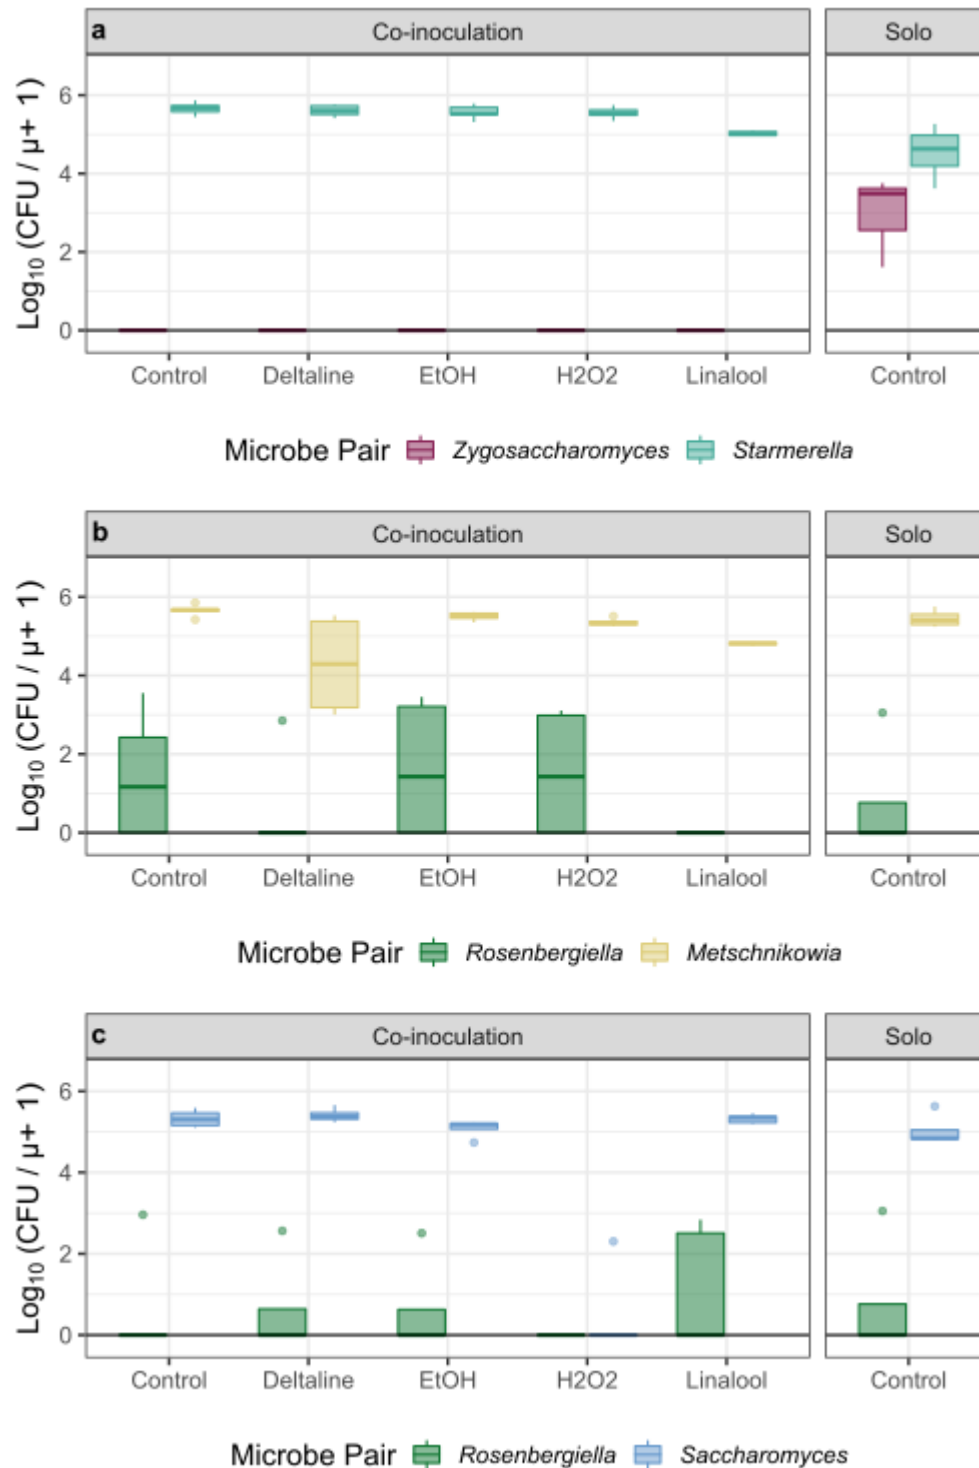 a Co-inoculation Solo
Log₁₀ (CFU / µ+ 1)
6
4
2
0
Control Deltaline EtOH H2O2 Linalool Control
Microbe Pair Zygosaccharomyces Starmerella
b Co-inoculation Solo
Log₁₀ (CFU / µ+ 1)
6
4
2
0
Control Deltaline EtOH H2O2 Linalool Control
Microbe Pair Rosenbergiella Metschnikowia
c Co-inoculation Solo
Log₁₀ (CFU / µ+ 1)
6
4
2
0
Control Deltaline EtOH H2O2 Linalool Control
Microbe Pair Rosenbergiella Saccharomyces